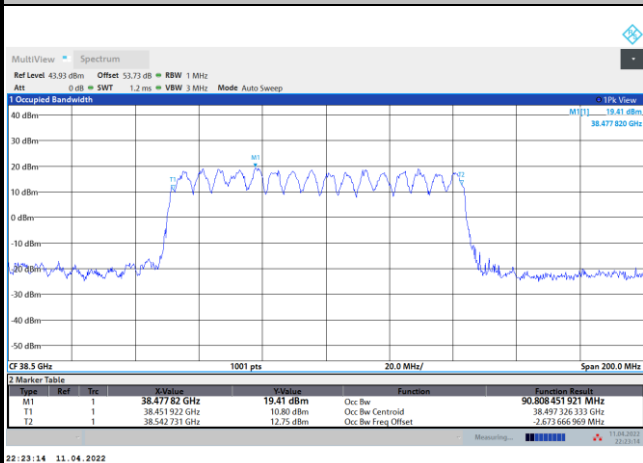 MultiView Spectrum
Ref Level 43.93 dBm Offset 53.73 dB RBW 1 MHz
Att 0 dB SWT 1.2 ms VBW 3 MHz Mode Auto Sweep
1 Occupied Bandwidth 1Pk View
M1[1] 19.41 dBm
38.477 820 GHz
40 dBm
30 dBm
M1
20 dBm
T1
T2
10 dBm
0 dBm
-10 dBm
-20 dBm
-30 dBm
-40 dBm
-50 dBm
CF 38.5 GHz 1001 pts 20.0 MHz/ Span 200.0 MHz
2 Marker Table
Type Ref Trc X-Value Y-Value Function Function Result
M1 1 38.477 82 GHz 19.41 dBm Occ Bw 90.808 451 921 MHz
T1 1 38.451 922 GHz 10.80 dBm Occ Bw Centroid 38.497 326 333 GHz
T2 1 38.542 731 GHz 12.75 dBm Occ Bw Freq Offset -2.673 666 969 MHz
Measuring... 11.04.2022
22:23:14
22:23:14 11.04.2022